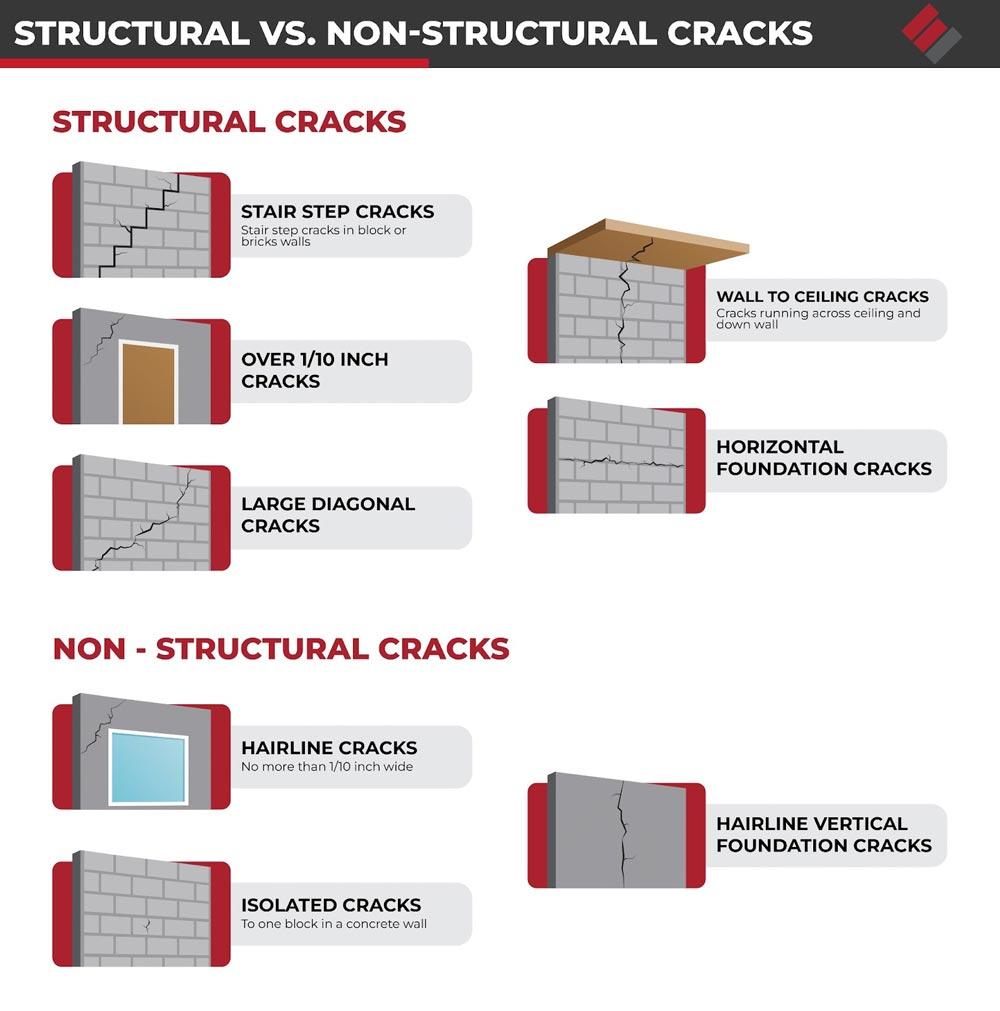 STRUCTURAL VS. NON-STRUCTURAL CRACKS
STRUCTURAL CRACKS
STAIR STEP CRACKS
Stair step cracks in block or
bricks walls
OVER 1/10 INCH
CRACKS
LARGE DIAGONAL
CRACKS
WALL TO CEILING CRACKS
Cracks running across ceiling and
down wall
HORIZONTAL
FOUNDATION CRACKS
NON - STRUCTURAL CRACKS
HAIRLINE CRACKS
No more than 1/10 inch wide
ISOLATED CRACKS
To one block in a concrete wall
HAIRLINE VERTICAL
FOUNDATION CRACKS